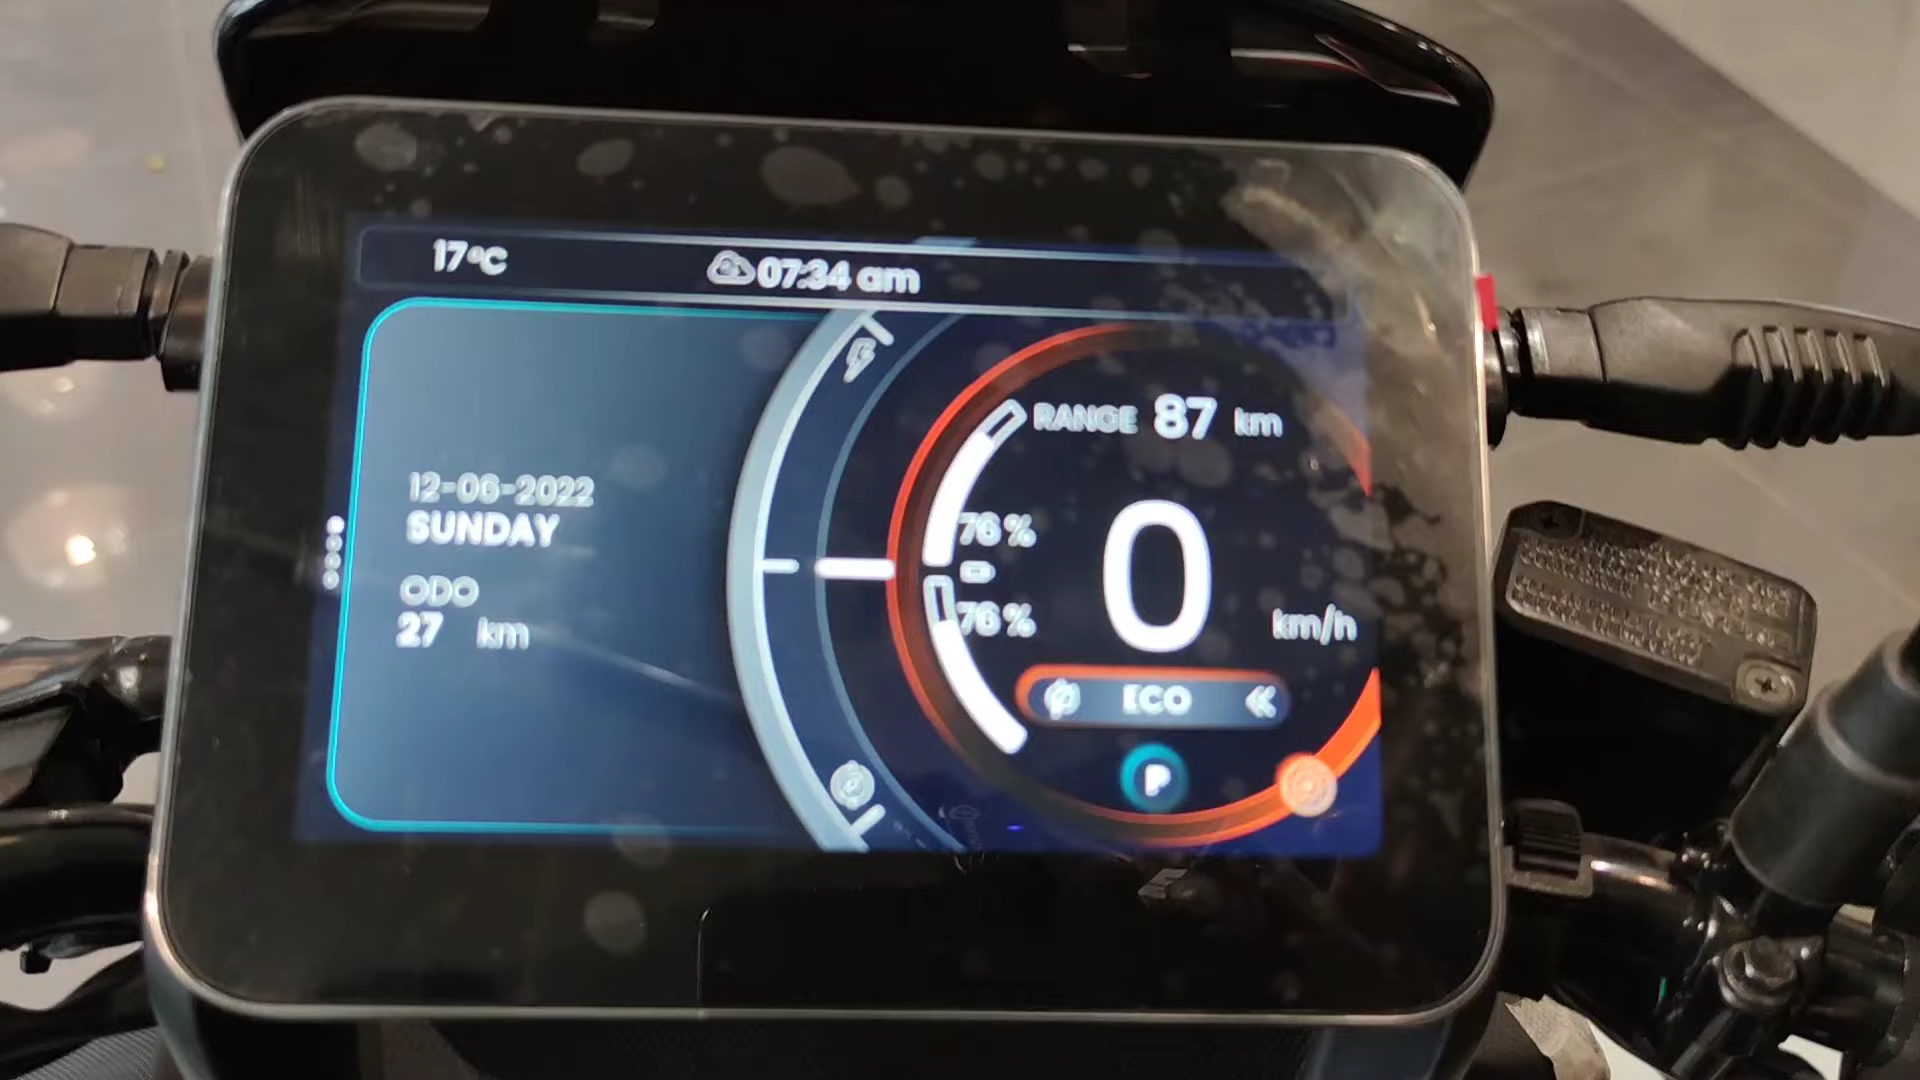 17°C
07:34 am
RANGE 87 km
12-06-2022
SUNDAY
76 %
0
ODO
27 km
76 %
km/h
ECO
P